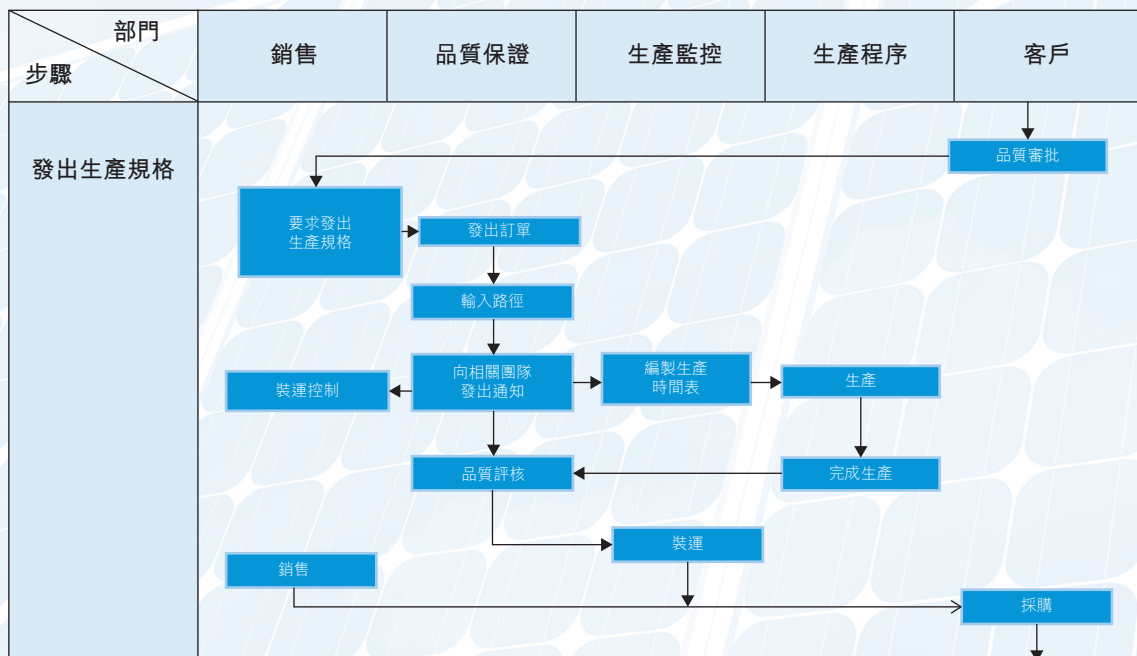 部門
步驟
銷售
品質保證
生產監控
生產程序
客戶
發出生產規格
品質審批
要求發出
生產規格
發出訂單
輸入路徑
裝運控制
向相關團隊
發出通知
編製生產
時間表
生產
品質評核
完成生產
裝運
銷售
採購